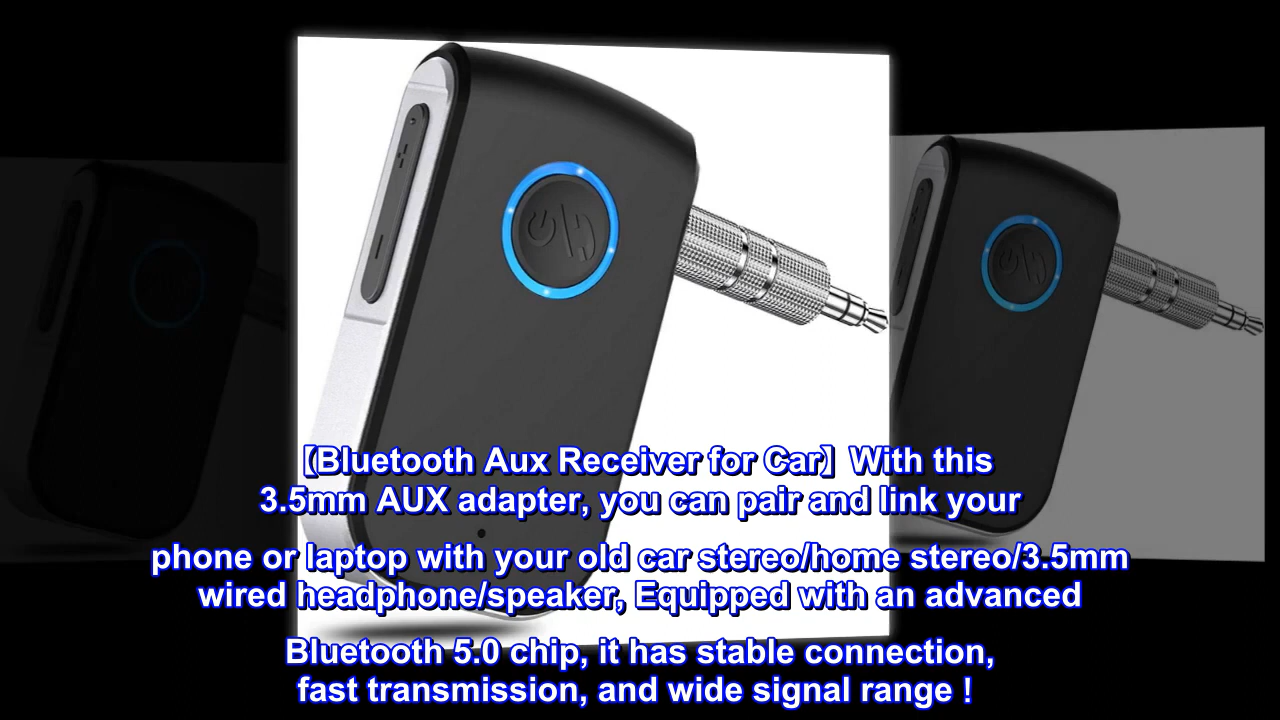 【Bluetooth Aux Receiver for Car】With this
3.5mm AUX adapter, you can pair and link your
phone or laptop with your old car stereo/home stereo/3.5mm
wired headphone/speaker, Equipped with an advanced
Bluetooth 5.0 chip, it has stable connection,
fast transmission, and wide signal range !